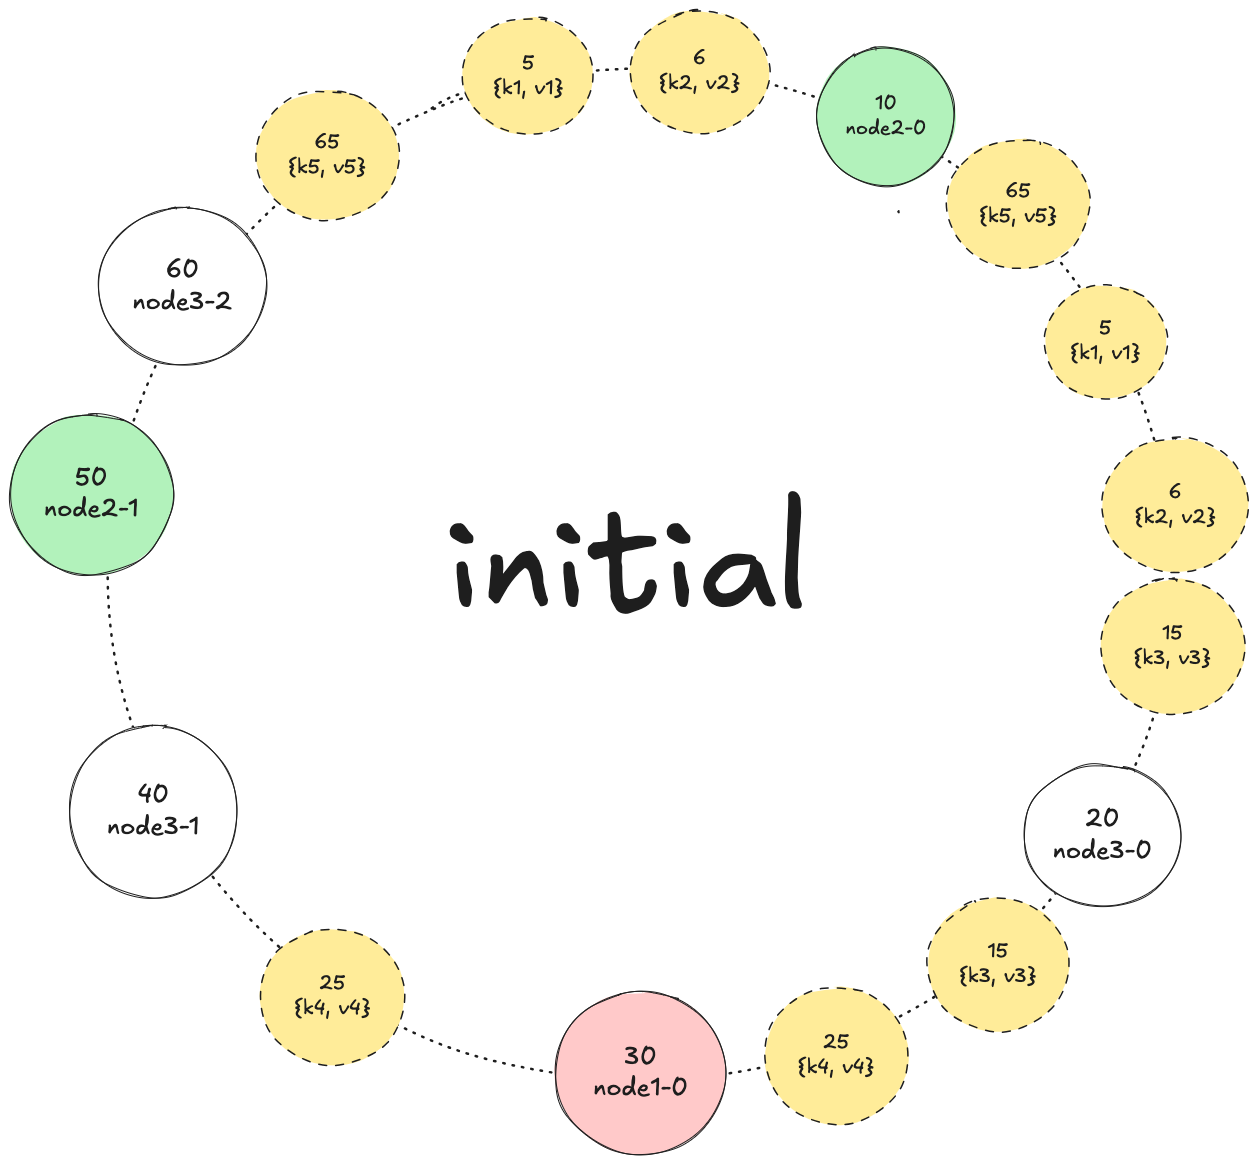 5
{k1, v1}
6
{k2, v2}
10
node2-0
65
{k5, v5}
65
{k5, v5}
5
{k1, v1}
60
node3-2
50
node2-1
6
{k2, v2}
initial
15
{k3, v3}
40
node3-1
20
node3-0
15
{k3, v3}
25
{k4, v4}
25
{k4, v4}
30
node1-0